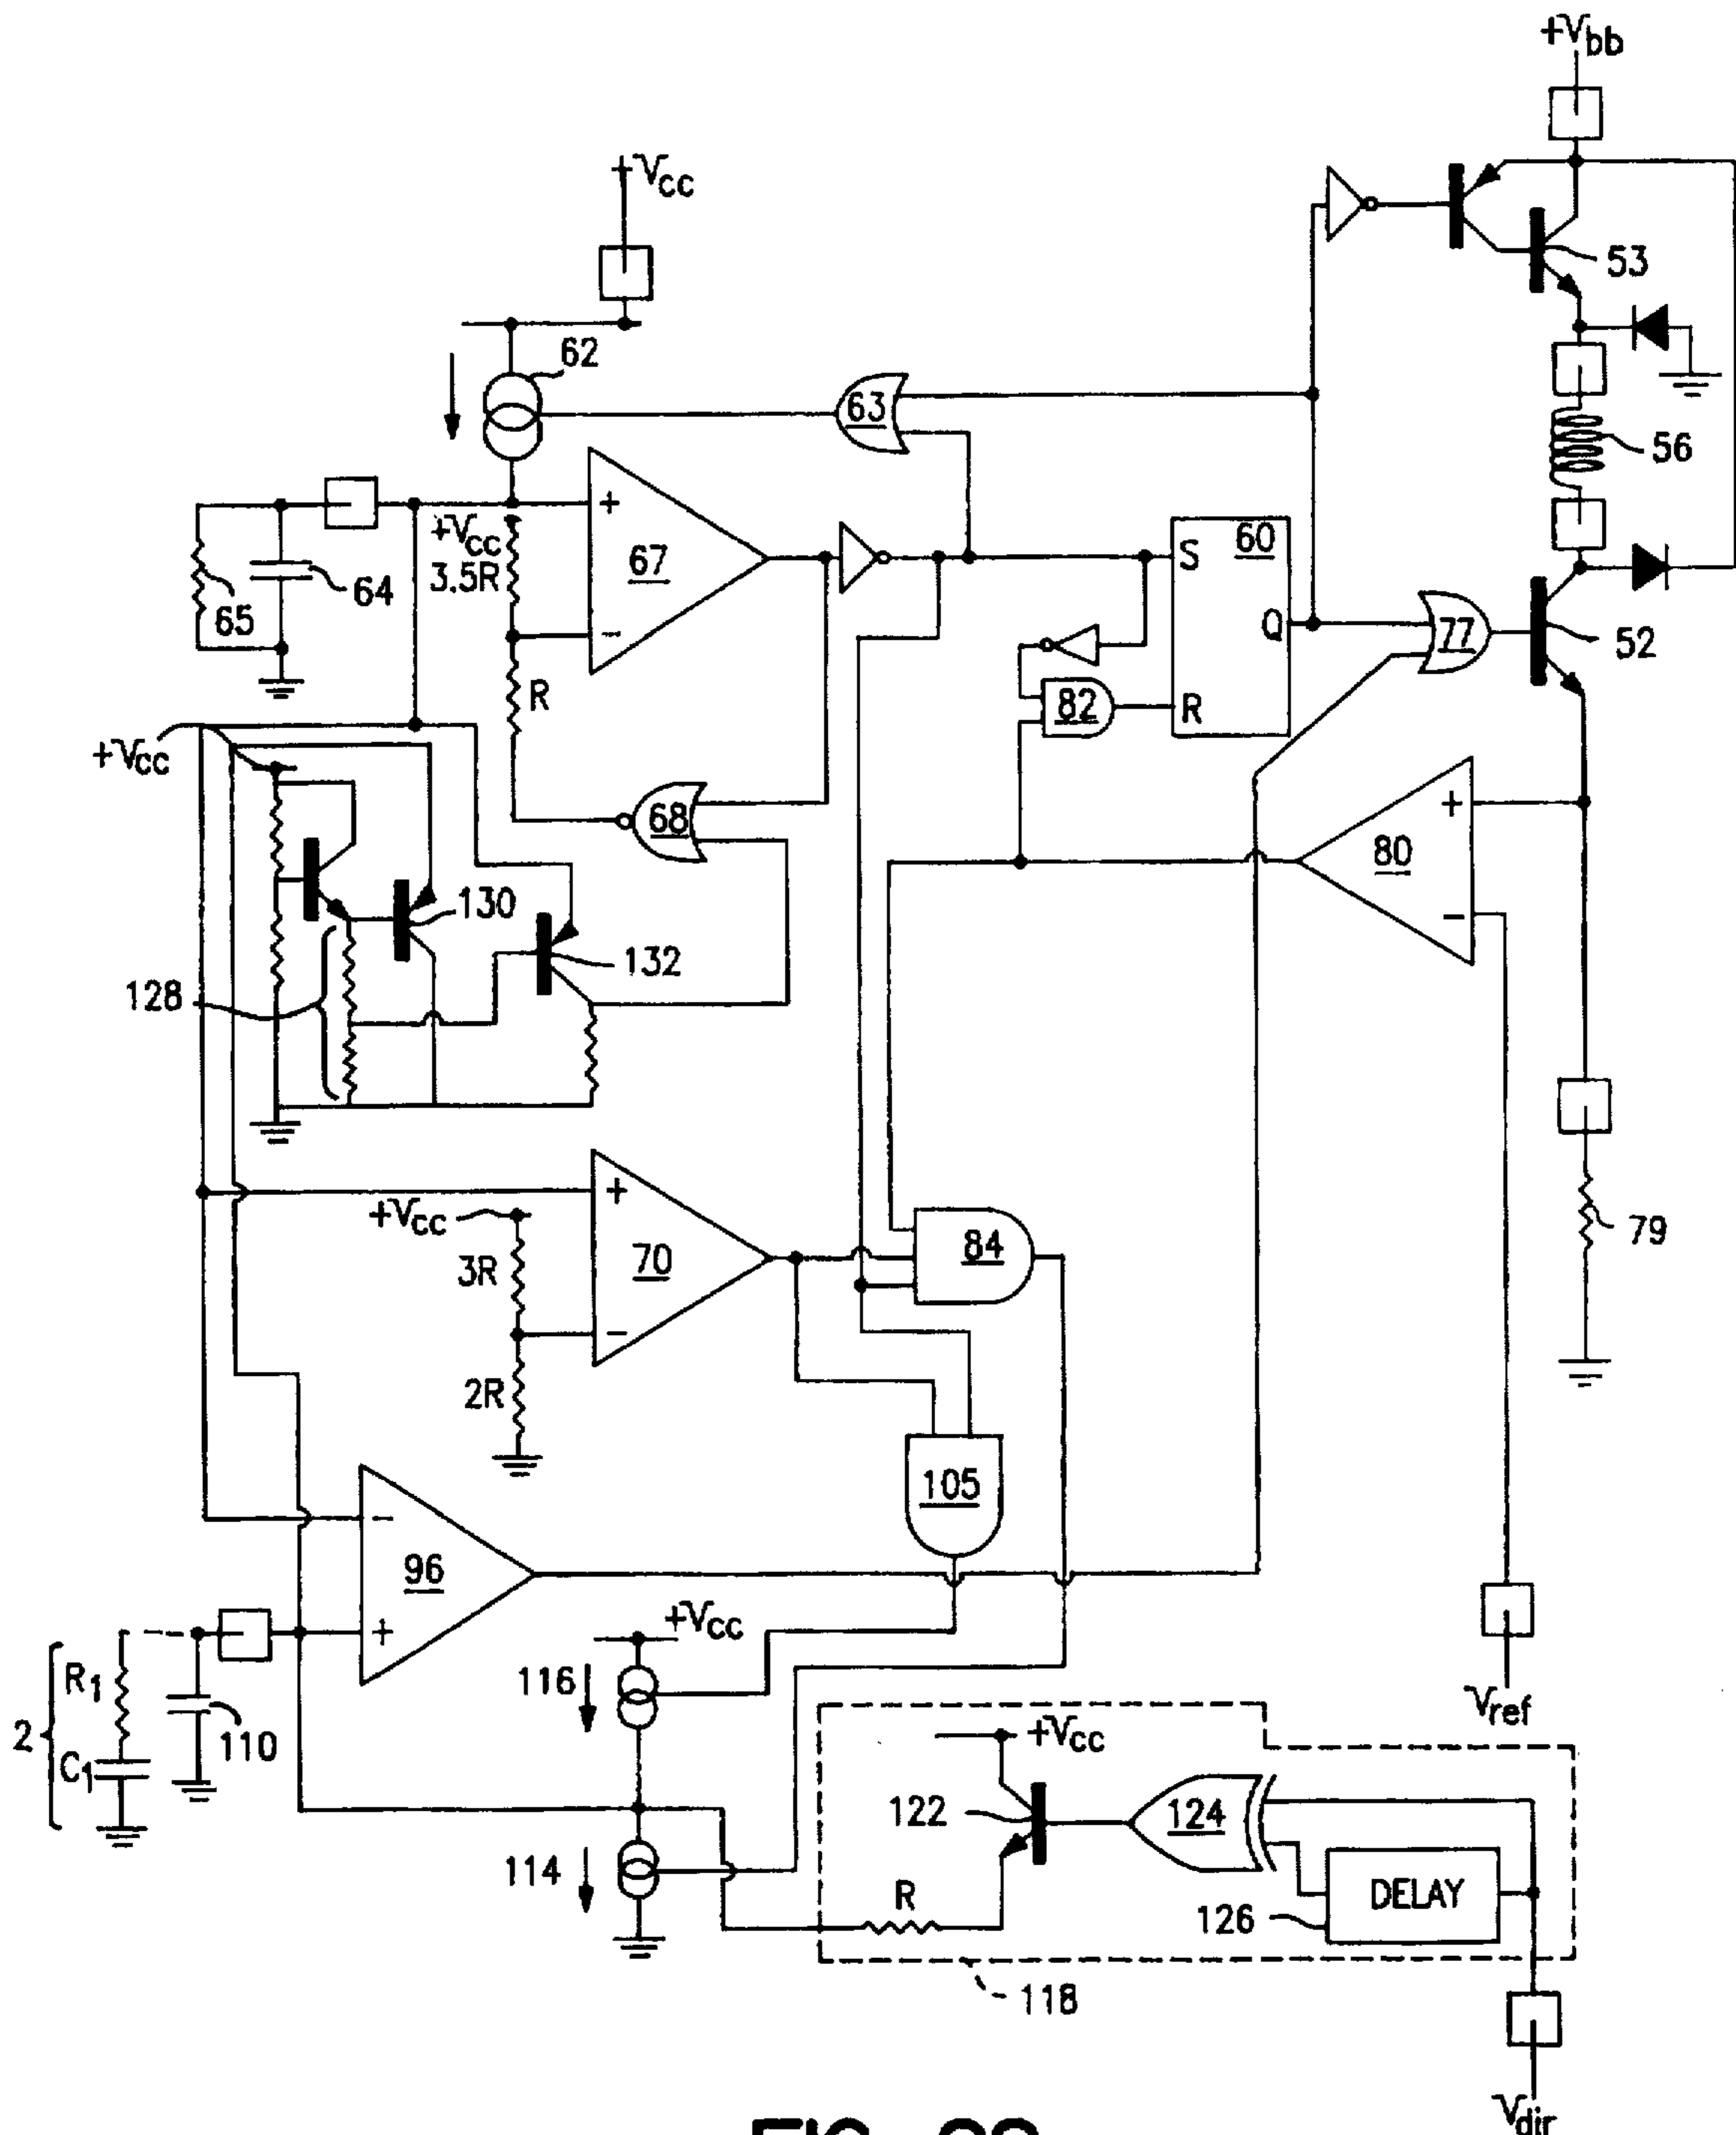 +Vbb
+Vcc
53
62
63
56
+
+Vcc
3.5R
67
S
60
64
65
−
Q
77
52
R
82
R
+Vcc
68
+
80
130
−
132
128
+
+Vcc
70
84
3R
79
−
2R
105
−
96
+Vcc
+
R1
116
2
110
Vref
C1
+Vcc
122
124
114
R
DELAY
126
118
Vdir